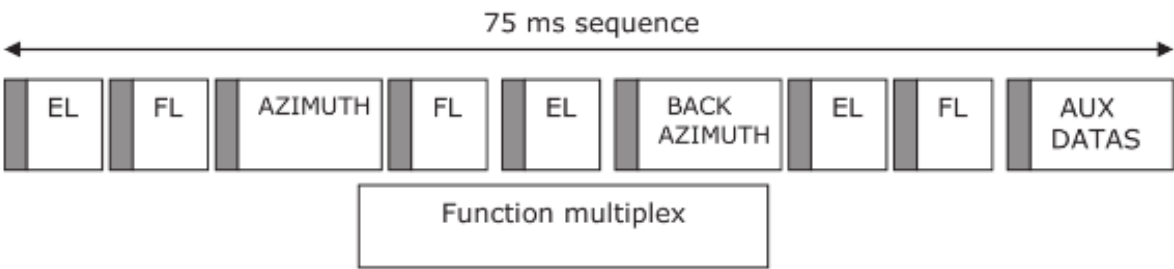 75 ms sequence
EL
FL
AZIMUTH
FL
EL
BACK
AZIMUTH
EL
FL
AUX
DATAS
Function multiplex